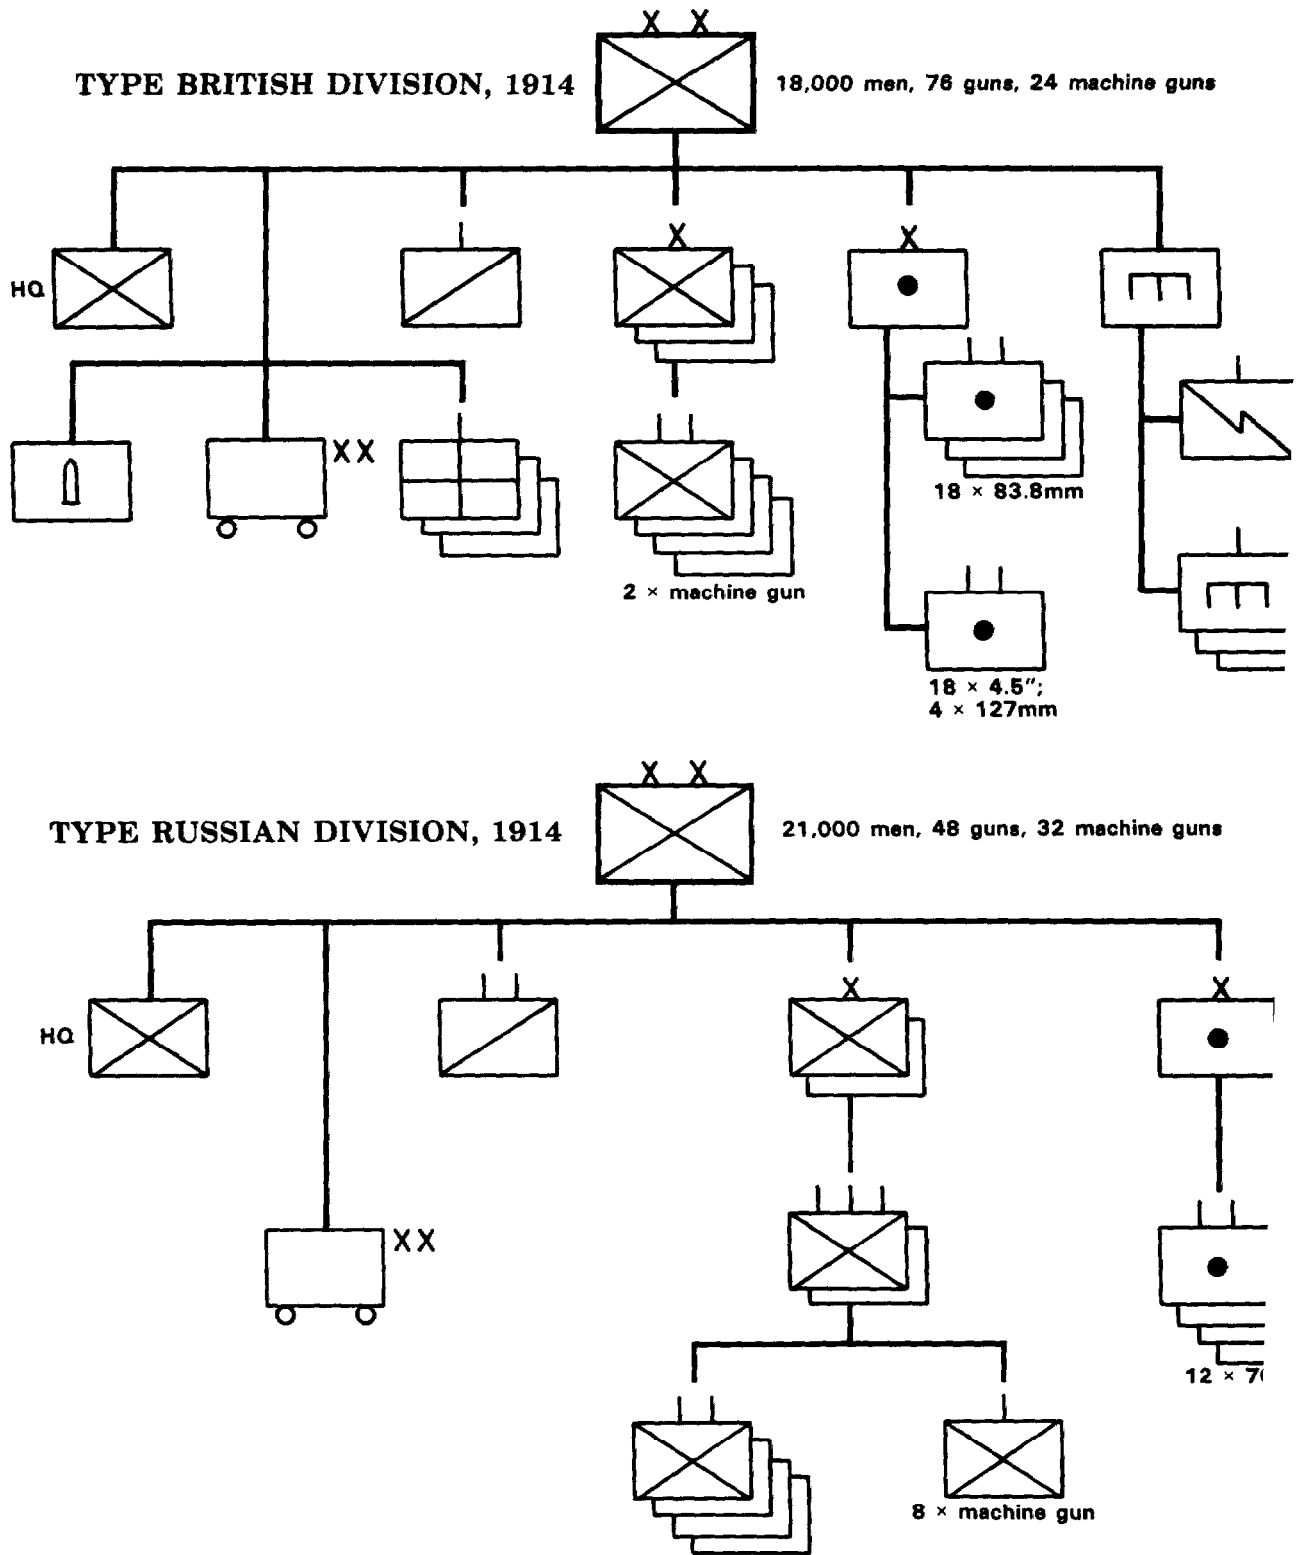 X X
TYPE BRITISH DIVISION, 1914
18,000 men, 76 guns, 24 machine guns
X
X
HQ
XX
18 × 83.8mm
2 × machine gun
18 × 4.5";
4 × 127mm
X X
TYPE RUSSIAN DIVISION, 1914
21,000 men, 48 guns, 32 machine guns
X
X
HQ
XX
12 ×
8 × machine gun